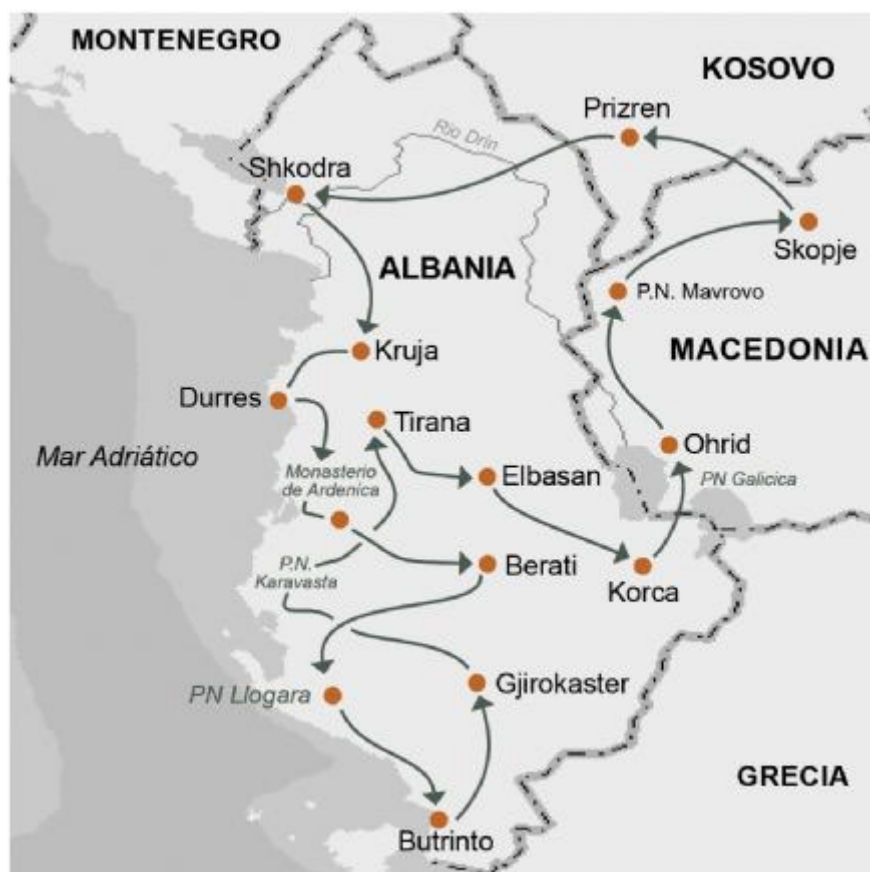 MONTENEGRO
KOSOVO
Prizren
Rio Drin
Shkodra
Skopje
ALBANIA
P.N. Mavrovo
Kruja
MACEDONIA
Durres
Tirana
Ohrid
Mar Adriático
Monasterio
de Ardenica
Elbasan
PN Galicica
P.N.
Karavasta
Berati
Korca
PN Llogara
Gjirokaster
GRECIA
Butrinto